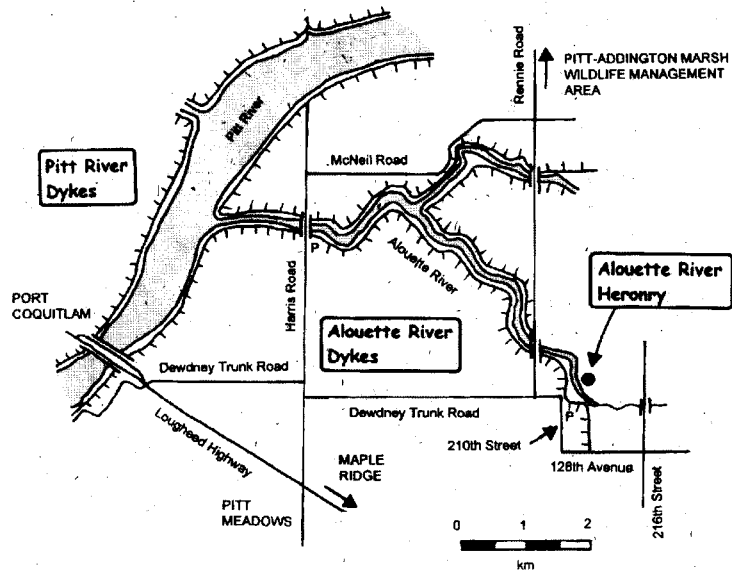 Rennie Road
PITT-ADDINGTON MARSH
WILDLIFE MANAGEMENT
AREA
Pitt River
McNeil Road
Pitt River
Dykes
P
Alouette River
Alouette River
Heronry
PORT
COQUITLAM
Harris Road
Alouette River
Dykes
Dewdney Trunk Road
Dewdney Trunk Road
P
210th Street
Lougheed Highway
128th Avenue
216th Street
MAPLE
RIDGE
PITT
MEADOWS
0 1 2
km